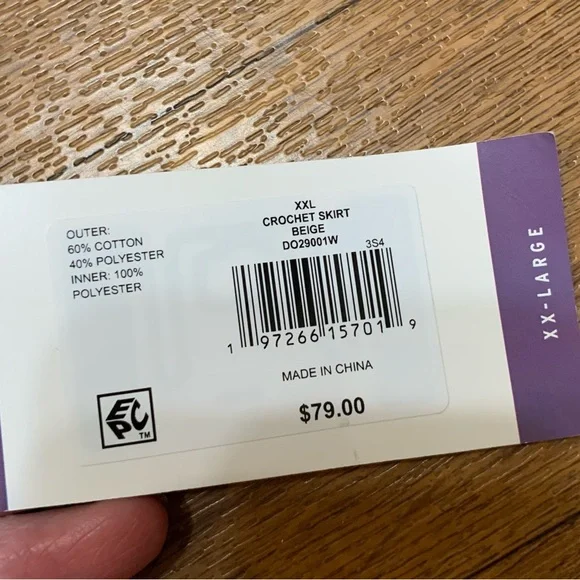 OUTER:
60% COTTON
40% POLYESTER
INNER: 100%
POLYESTER
XXL
CROCHET SKIRT
BEIGE
DO29001W
3S4
1 97266 15701 9
MADE IN CHINA
$79.00
EPC TM
XX-LARGE